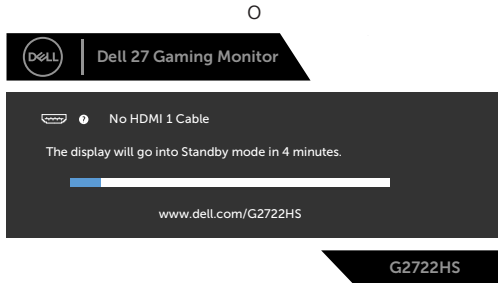 O
DELL
Dell 27 Gaming Monitor
? No HDMI 1 Cable
The display will go into Standby mode in 4 minutes.
www.dell.com/G2722HS
G2722HS